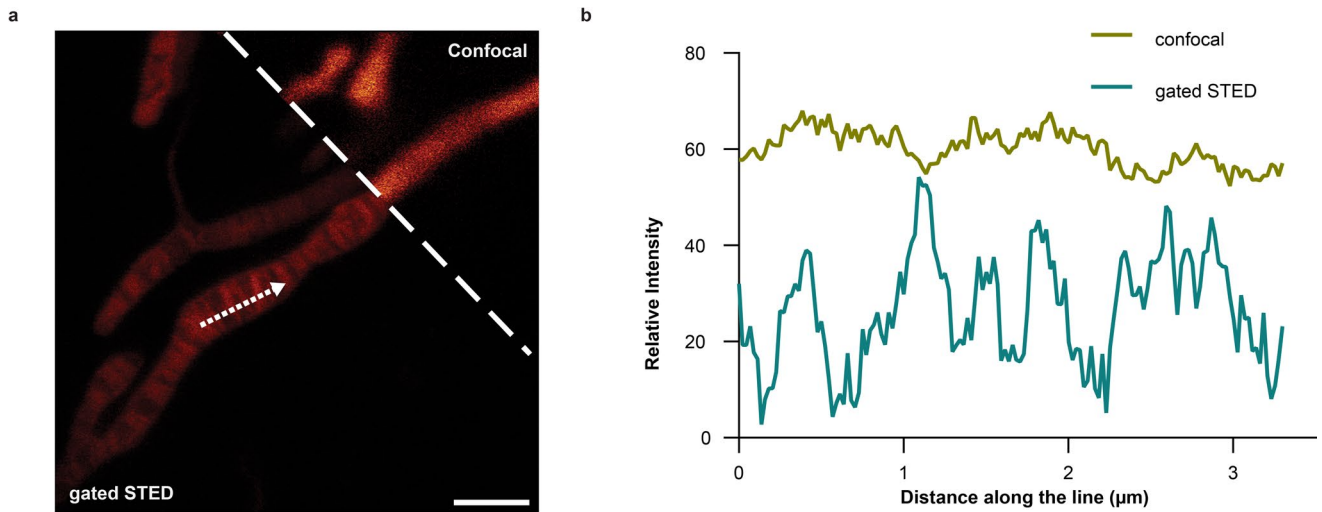 a
b
Confocal
gated STED
confocal
gated STED
80
60
40
20
0
Relative Intensity
0 1 2 3
Distance along the line (μm)